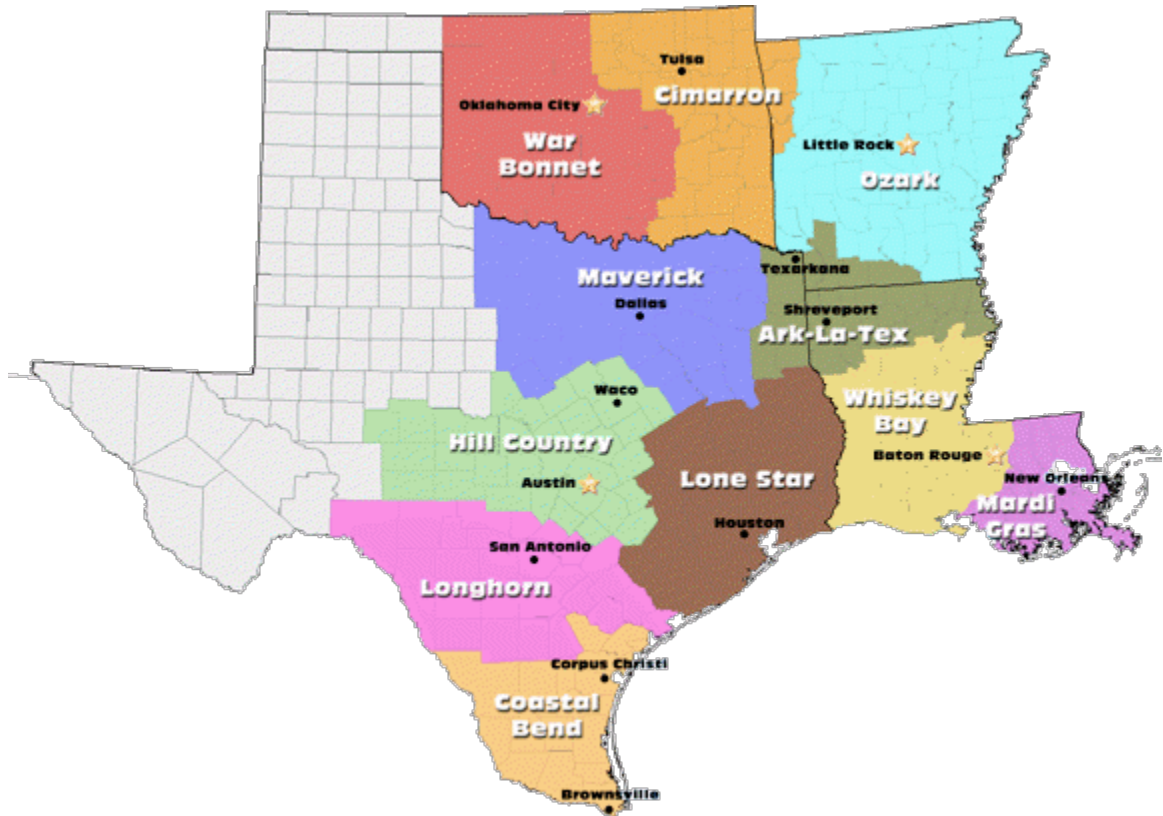 Tulsa
Cimarron
Oklahoma City
War
Bonnet
Little Rock
Ozark
Maverick
Dallas
Texarkana
Shreveport
Ark-La-Tex
Waco
Whiskey
Bay
Hill Country
Baton Rouge
Austin
Lone Star
New Orleans
Mardi
Gras
Houston
San Antonio
Longhorn
Corpus Christi
Coastal
Bend
Brownsville